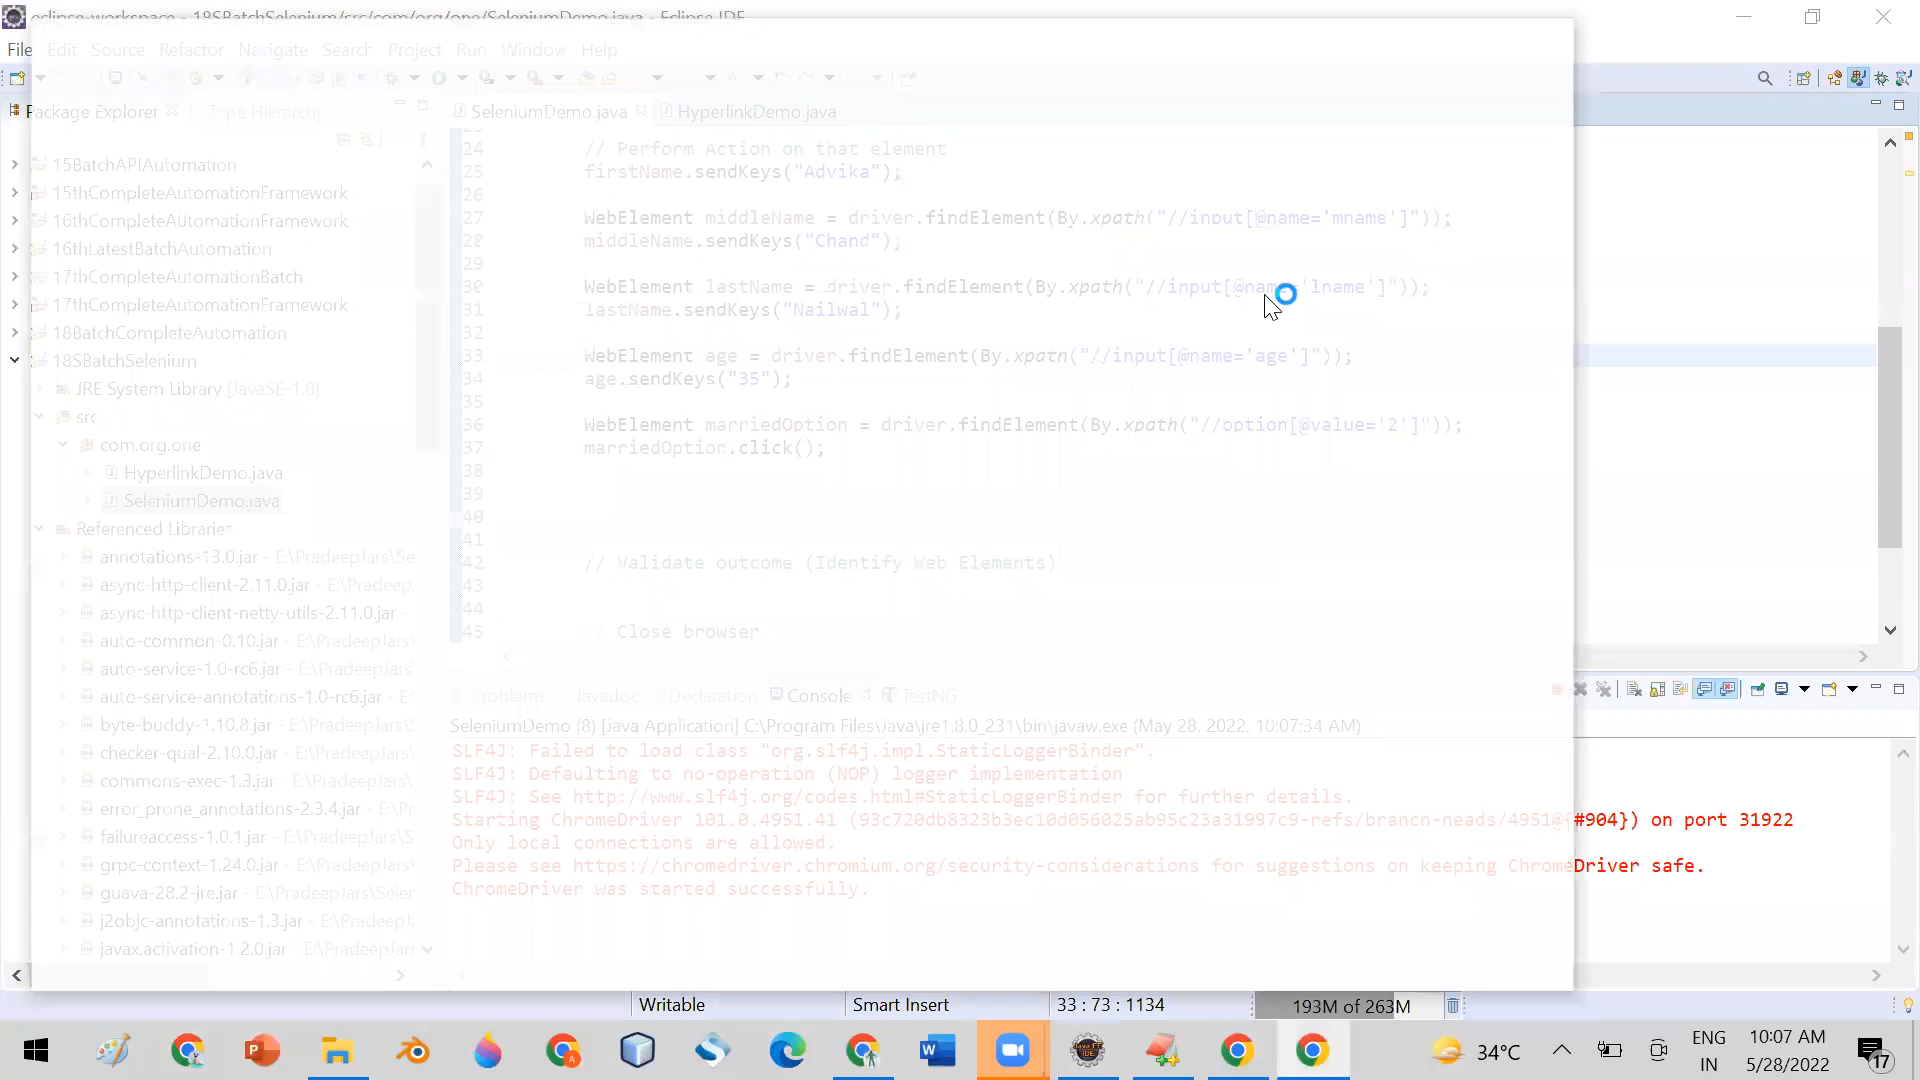 eclipse-workspace - 18SBatchSelenium/src/com/org/one/SeleniumDemo.java - Eclipse IDE
File Edit Source Refactor Navigate Search Project Run Window Help
Package Explorer Type Hierarchy
SeleniumDemo.java HyperlinkDemo.java
15BatchAPIAutomation
15thCompleteAutomationFramework
16thCompleteAutomationFramework
16thLatestBatchAutomation
17thCompleteAutomationBatch
17thCompleteAutomationFramework
18BatchCompleteAutomation
18SBatchSelenium
JRE System Library [JavaSE-1.8]
src
com.org.one
HyperlinkDemo.java
SeleniumDemo.java
Referenced Libraries
annotations-13.0.jar - E:\PradeepJars\Se
async-http-client-2.11.0.jar - E:\Pradeep
async-http-client-netty-utils-2.11.0.jar -
auto-common-0.10.jar - E:\PradeepJars\
auto-service-1.0-rc6.jar - E:\PradeepJars\
auto-service-annotations-1.0-rc6.jar - E:
byte-buddy-1.10.8.jar - E:\PradeepJars\
checker-qual-2.10.0.jar - E:\PradeepJars
commons-exec-1.3.jar - E:\PradeepJars\
error_prone_annotations-2.3.4.jar - E:\P
failureaccess-1.0.1.jar - E:\PradeepJars\S
grpc-context-1.24.0.jar - E:\PradeepJars\
guava-28.2-jre.jar - E:\PradeepJars\Seler
j2objc-annotations-1.3.jar - E:\PradeepJ
javax.activation-1.2.0.jar - E:\PradeepJars
24 // Perform Action on that element
25 firstName.sendKeys("Advika");
26
27 WebElement middleName = driver.findElement(By.xpath("//input[@name='mname']"));
28 middleName.sendKeys("Chand");
29
30 WebElement lastName = driver.findElement(By.xpath("//input[@name='lname']"));
31 lastName.sendKeys("Nailwal");
32
33 WebElement age = driver.findElement(By.xpath("//input[@name='age']"));
34 age.sendKeys("35");
35
36 WebElement marriedOption = driver.findElement(By.xpath("//option[@value='2']"));
37 marriedOption.click();
38
39
40
41
42 // Validate outcome (Identify Web Elements)
43
44
45 // Close browser
Problems Javadoc Declaration Console TestNG
SeleniumDemo (8) [Java Application] C:\Program Files\Java\jre1.8.0_231\bin\javaw.exe (May 28, 2022, 10:07:34 AM)
SLF4J: Failed to load class "org.slf4j.impl.StaticLoggerBinder".
SLF4J: Defaulting to no-operation (NOP) logger implementation
SLF4J: See http://www.slf4j.org/codes.html#StaticLoggerBinder for further details.
Starting ChromeDriver 101.0.4951.41 (93c720db8323b3ec10d056025ab95c23a31997c9-refs/branch-heads/4951@{#904}) on port 31922
Only local connections are allowed.
Please see https://chromedriver.chromium.org/security-considerations for suggestions on keeping ChromeDriver safe.
ChromeDriver was started successfully.
Writable Smart Insert 33 : 73 : 1134 193M of 263M
34°C ENG IN 10:07 AM 5/28/2022 17